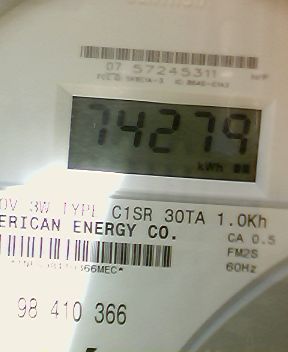 07 57245311
74279
kWh
0V 3W TYPE C1SR 30TA 1.0Kh
ERICAN ENERGY CO.
CA 0.5
FM2S
60Hz
98 410 366